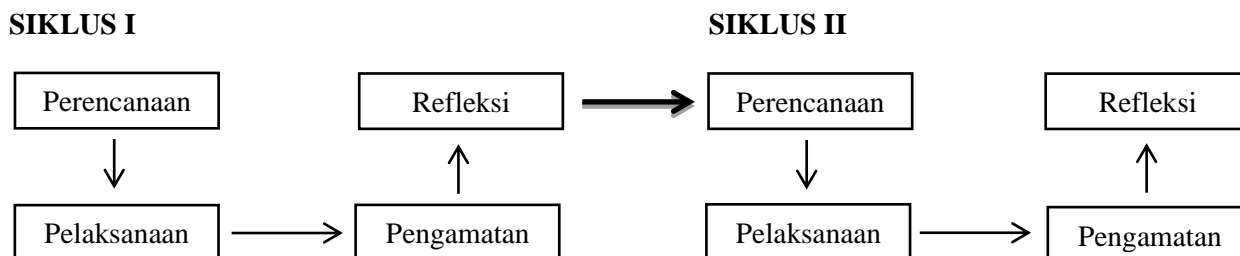 SIKLUS I
SIKLUS II
Perencanaan
Refleksi
Perencanaan
Refleksi
Pelaksanaan
Pengamatan
Pelaksanaan
Pengamatan